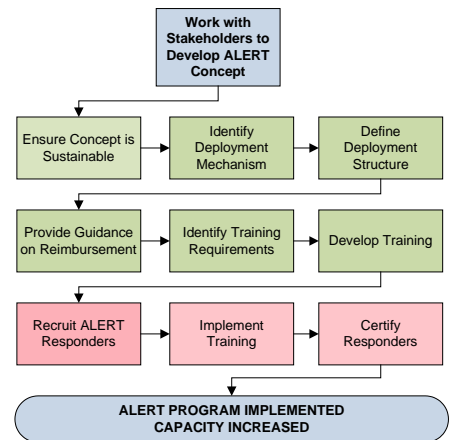 Work with
Stakeholders to
Develop ALERT
Concept
Ensure Concept is
Sustainable
Identify
Deployment
Mechanism
Define
Deployment
Structure
Provide Guidance
on Reimbursement
Identify Training
Requirements
Develop Training
Recruit ALERT
Responders
Implement
Training
Certify
Responders
ALERT PROGRAM IMPLEMENTED
CAPACITY INCREASED